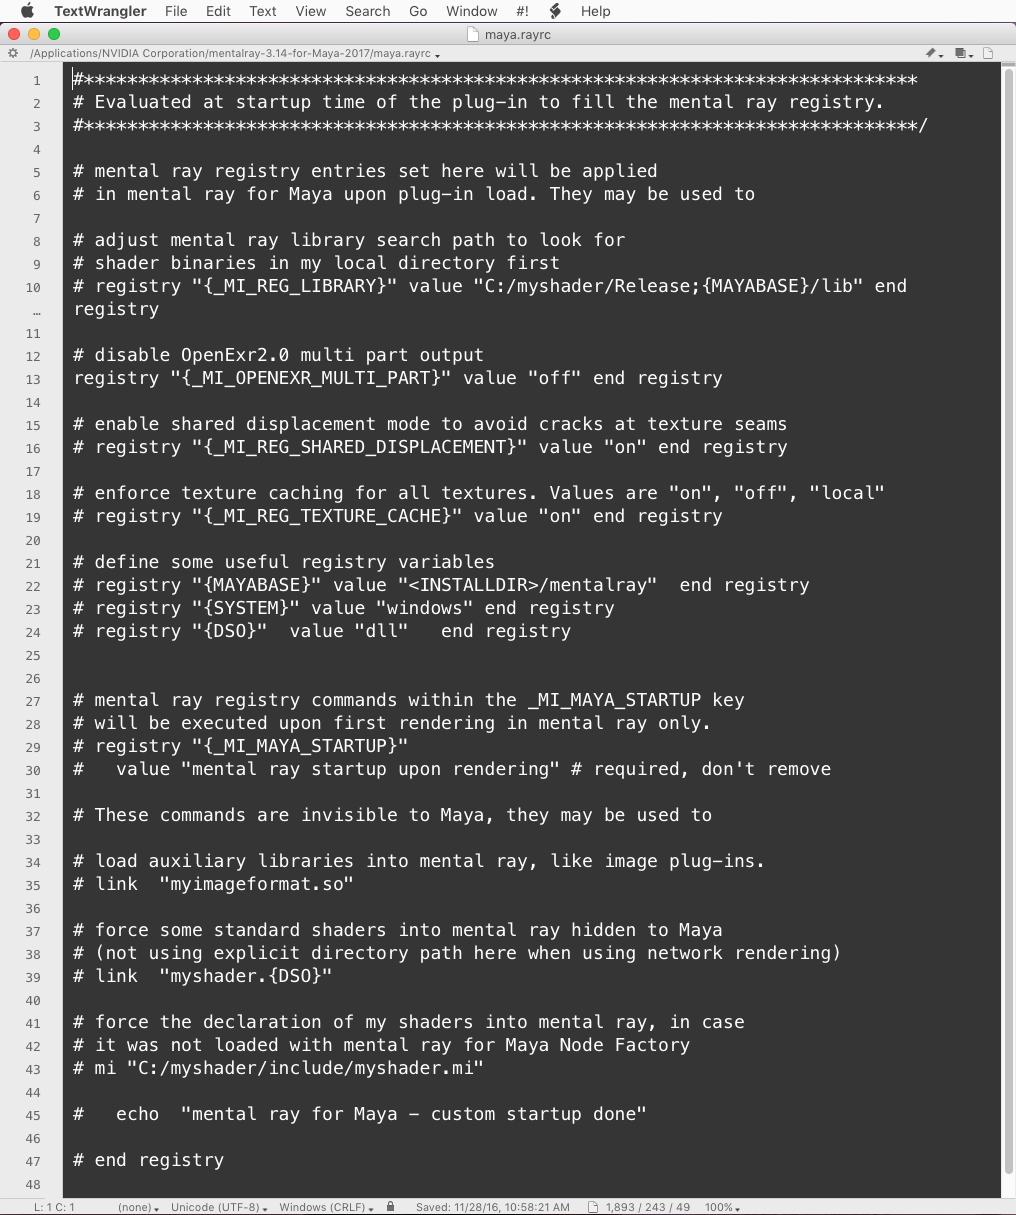 TextWrangler File Edit Text View Search Go Window #! Help
maya.rayrc
/Applications/NVIDIA Corporation/mentalray-3.14-for-Maya-2017/maya.rayrc
1 #*****************************************************************************
2 # Evaluated at startup time of the plug-in to fill the mental ray registry.
3 #*****************************************************************************/
4
5 # mental ray registry entries set here will be applied
6 # in mental ray for Maya upon plug-in load. They may be used to
7
8 # adjust mental ray library search path to look for
9 # shader binaries in my local directory first
10 # registry "{_MI_REG_LIBRARY}" value "C:/myshader/Release;{MAYABASE}/lib" end
… registry
11
12 # disable OpenExr2.0 multi part output
13 registry "{_MI_OPENEXR_MULTI_PART}" value "off" end registry
14
15 # enable shared displacement mode to avoid cracks at texture seams
16 # registry "{_MI_REG_SHARED_DISPLACEMENT}" value "on" end registry
17
18 # enforce texture caching for all textures. Values are "on", "off", "local"
19 # registry "{_MI_REG_TEXTURE_CACHE}" value "on" end registry
20
21 # define some useful registry variables
22 # registry "{MAYABASE}" value "<INSTALLDIR>/mentalray"  end registry
23 # registry "{SYSTEM}" value "windows" end registry
24 # registry "{DSO}"  value "dll"   end registry
25
26
27 # mental ray registry commands within the _MI_MAYA_STARTUP key
28 # will be executed upon first rendering in mental ray only.
29 # registry "{_MI_MAYA_STARTUP}"
30 #   value "mental ray startup upon rendering" # required, don't remove
31
32 # These commands are invisible to Maya, they may be used to
33
34 # load auxiliary libraries into mental ray, like image plug-ins.
35 # link  "myimageformat.so"
36
37 # force some standard shaders into mental ray hidden to Maya
38 # (not using explicit directory path here when using network rendering)
39 # link  "myshader.{DSO}"
40
41 # force the declaration of my shaders into mental ray, in case
42 # it was not loaded with mental ray for Maya Node Factory
43 # mi "C:/myshader/include/myshader.mi"
44
45 #   echo  "mental ray for Maya - custom startup done"
46
47 # end registry
48
L: 1 C: 1 (none) Unicode (UTF-8) Windows (CRLF) Saved: 11/28/16, 10:58:21 AM 1,893 / 243 / 49 100%